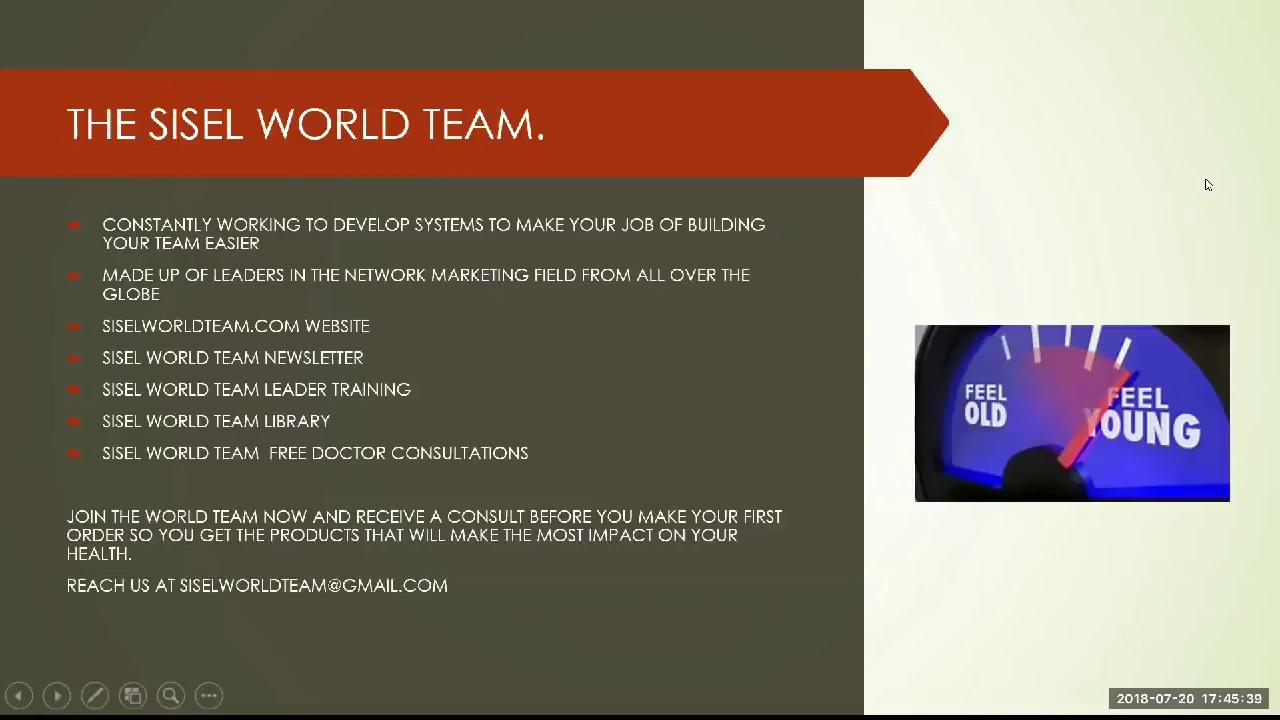 THE SISEL WORLD TEAM.
CONSTANTLY WORKING TO DEVELOP SYSTEMS TO MAKE YOUR JOB OF BUILDING
YOUR TEAM EASIER
MADE UP OF LEADERS IN THE NETWORK MARKETING FIELD FROM ALL OVER THE
GLOBE
SISELWORLDTEAM.COM WEBSITE
SISEL WORLD TEAM NEWSLETTER
SISEL WORLD TEAM LEADER TRAINING
SISEL WORLD TEAM LIBRARY
SISEL WORLD TEAM  FREE DOCTOR CONSULTATIONS
JOIN THE WORLD TEAM NOW AND RECEIVE A CONSULT BEFORE YOU MAKE YOUR FIRST
ORDER SO YOU GET THE PRODUCTS THAT WILL MAKE THE MOST IMPACT ON YOUR
HEALTH.
REACH US AT SISELWORLDTEAM@GMAIL.COM
FEEL
OLD
FEEL
YOUNG
2018-07-20 17:45:39